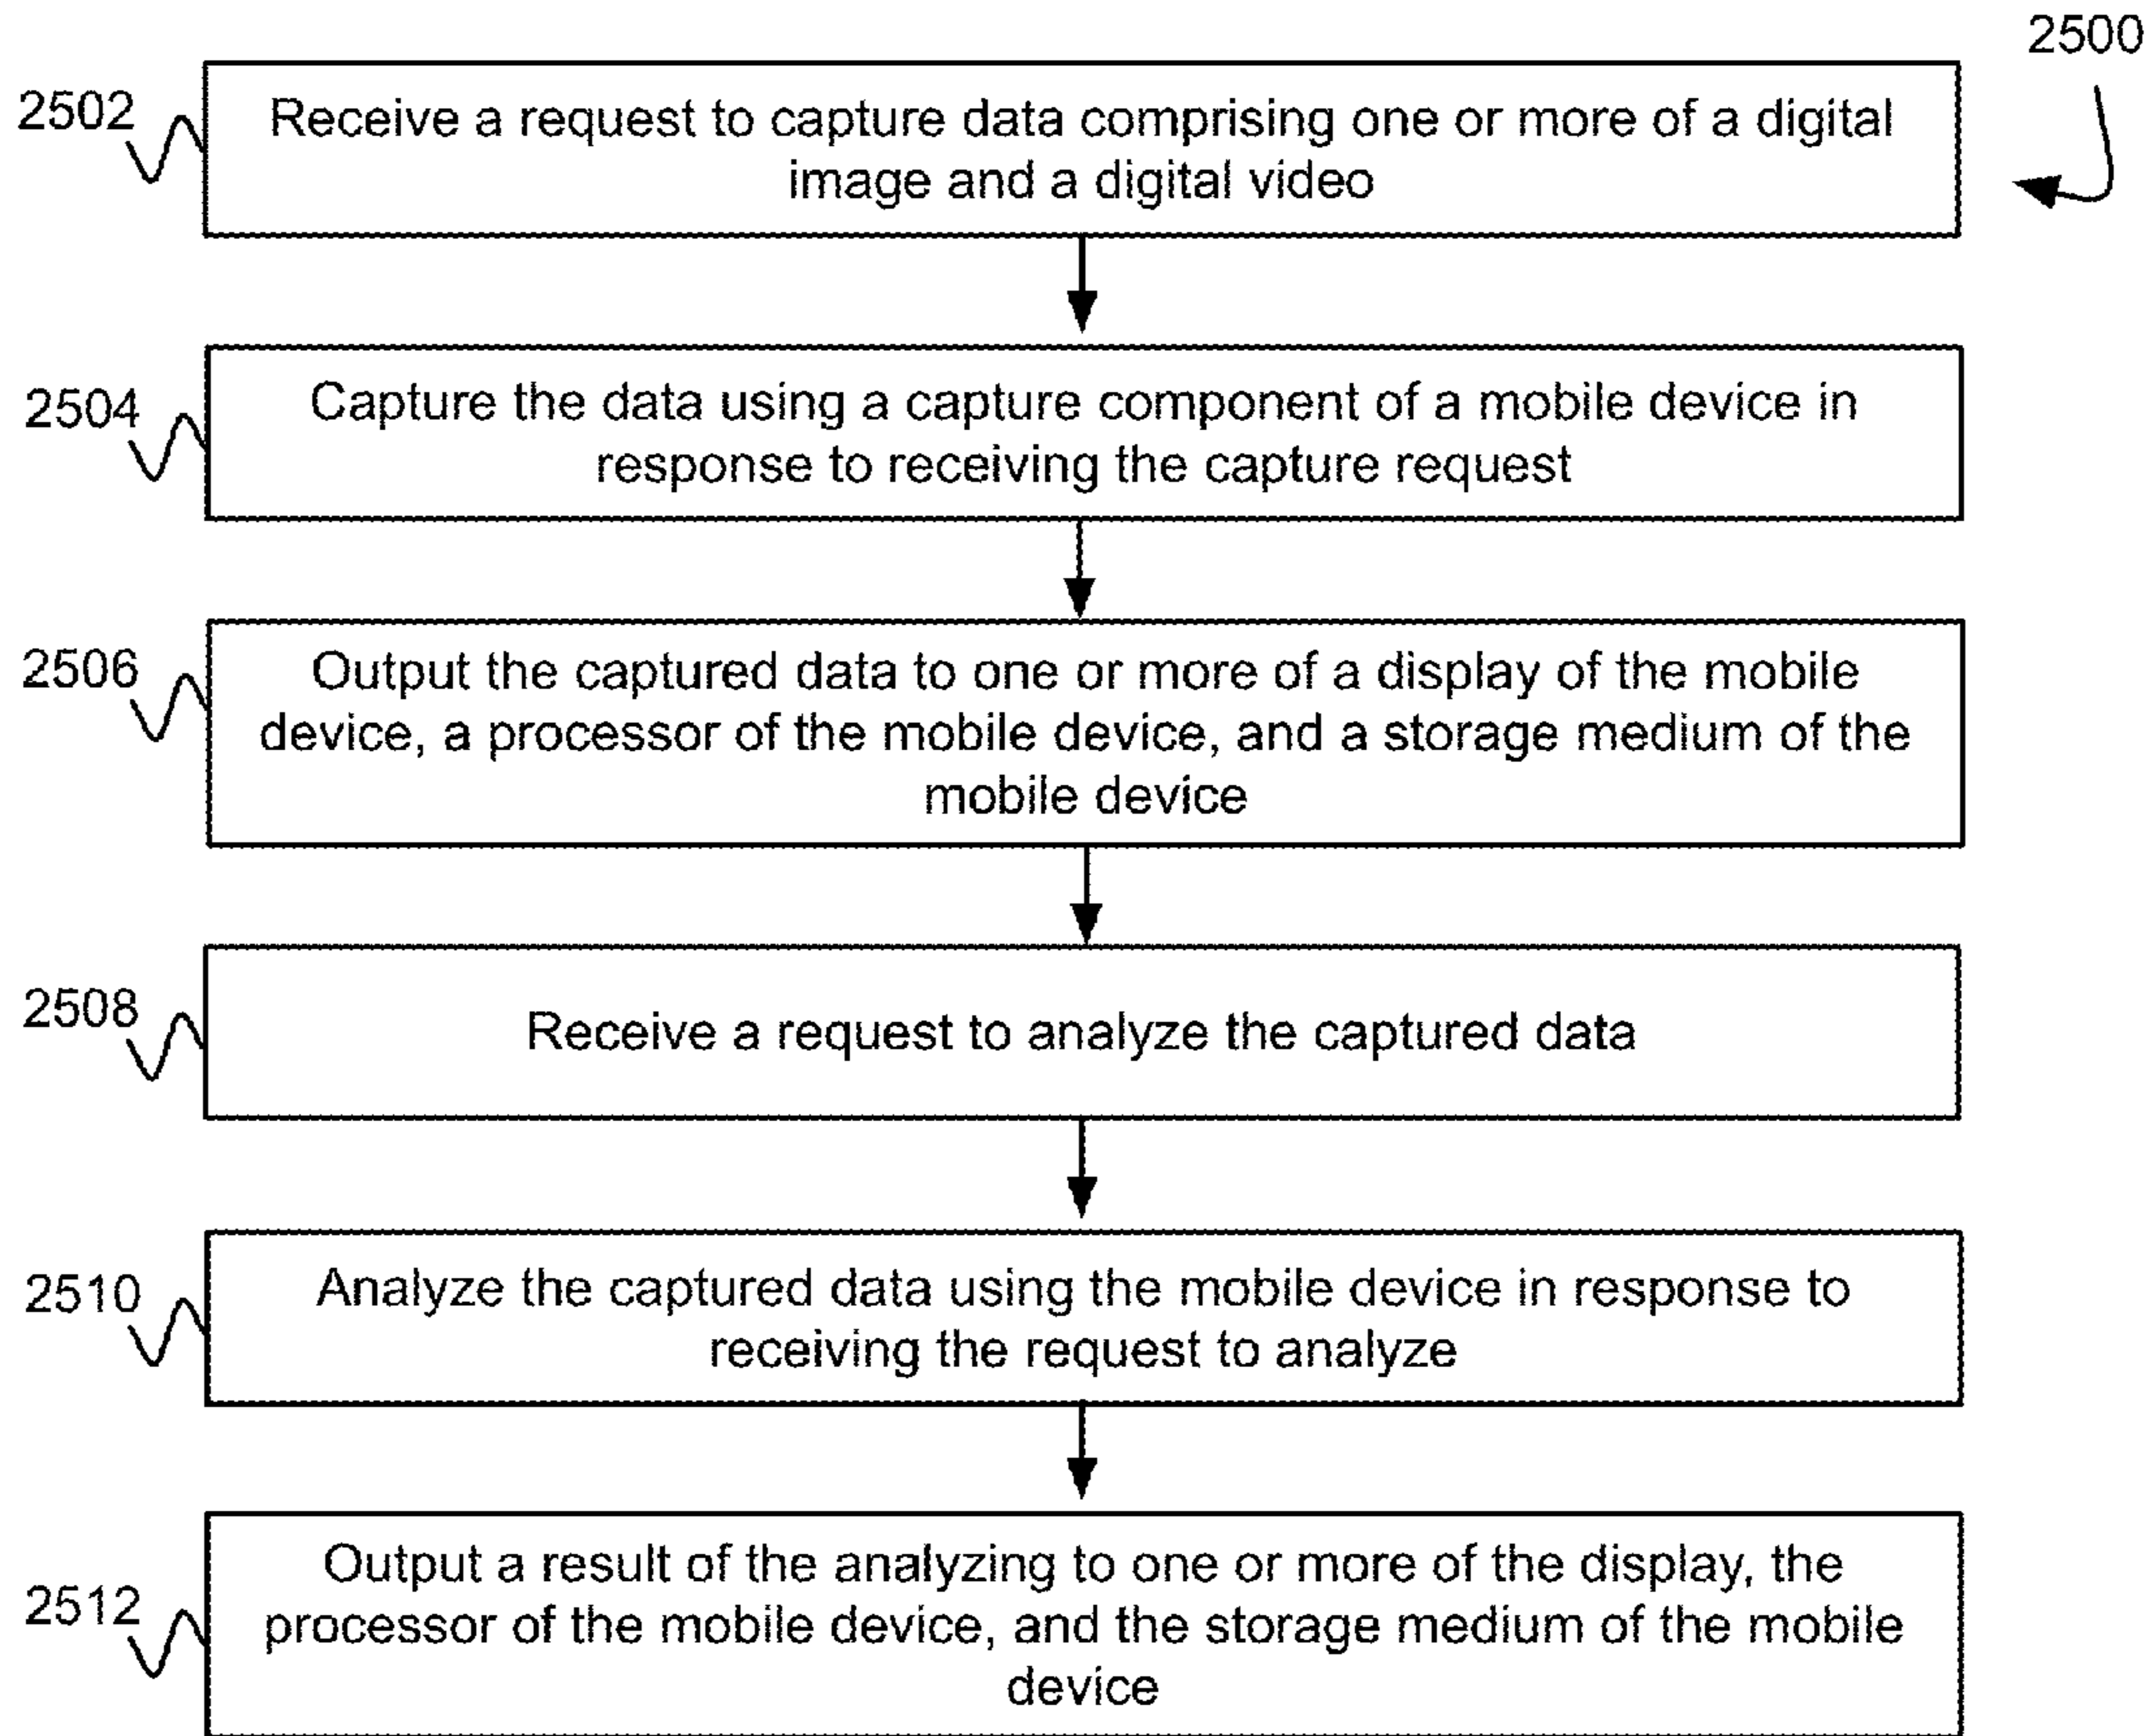 2500
2502
Receive a request to capture data comprising one or more of a digital
image and a digital video
2504
Capture the data using a capture component of a mobile device in
response to receiving the capture request
2506
Output the captured data to one or more of a display of the mobile
device, a processor of the mobile device, and a storage medium of the
mobile device
2508
Receive a request to analyze the captured data
2510
Analyze the captured data using the mobile device in response to
receiving the request to analyze
2512
Output a result of the analyzing to one or more of the display, the
processor of the mobile device, and the storage medium of the mobile
device